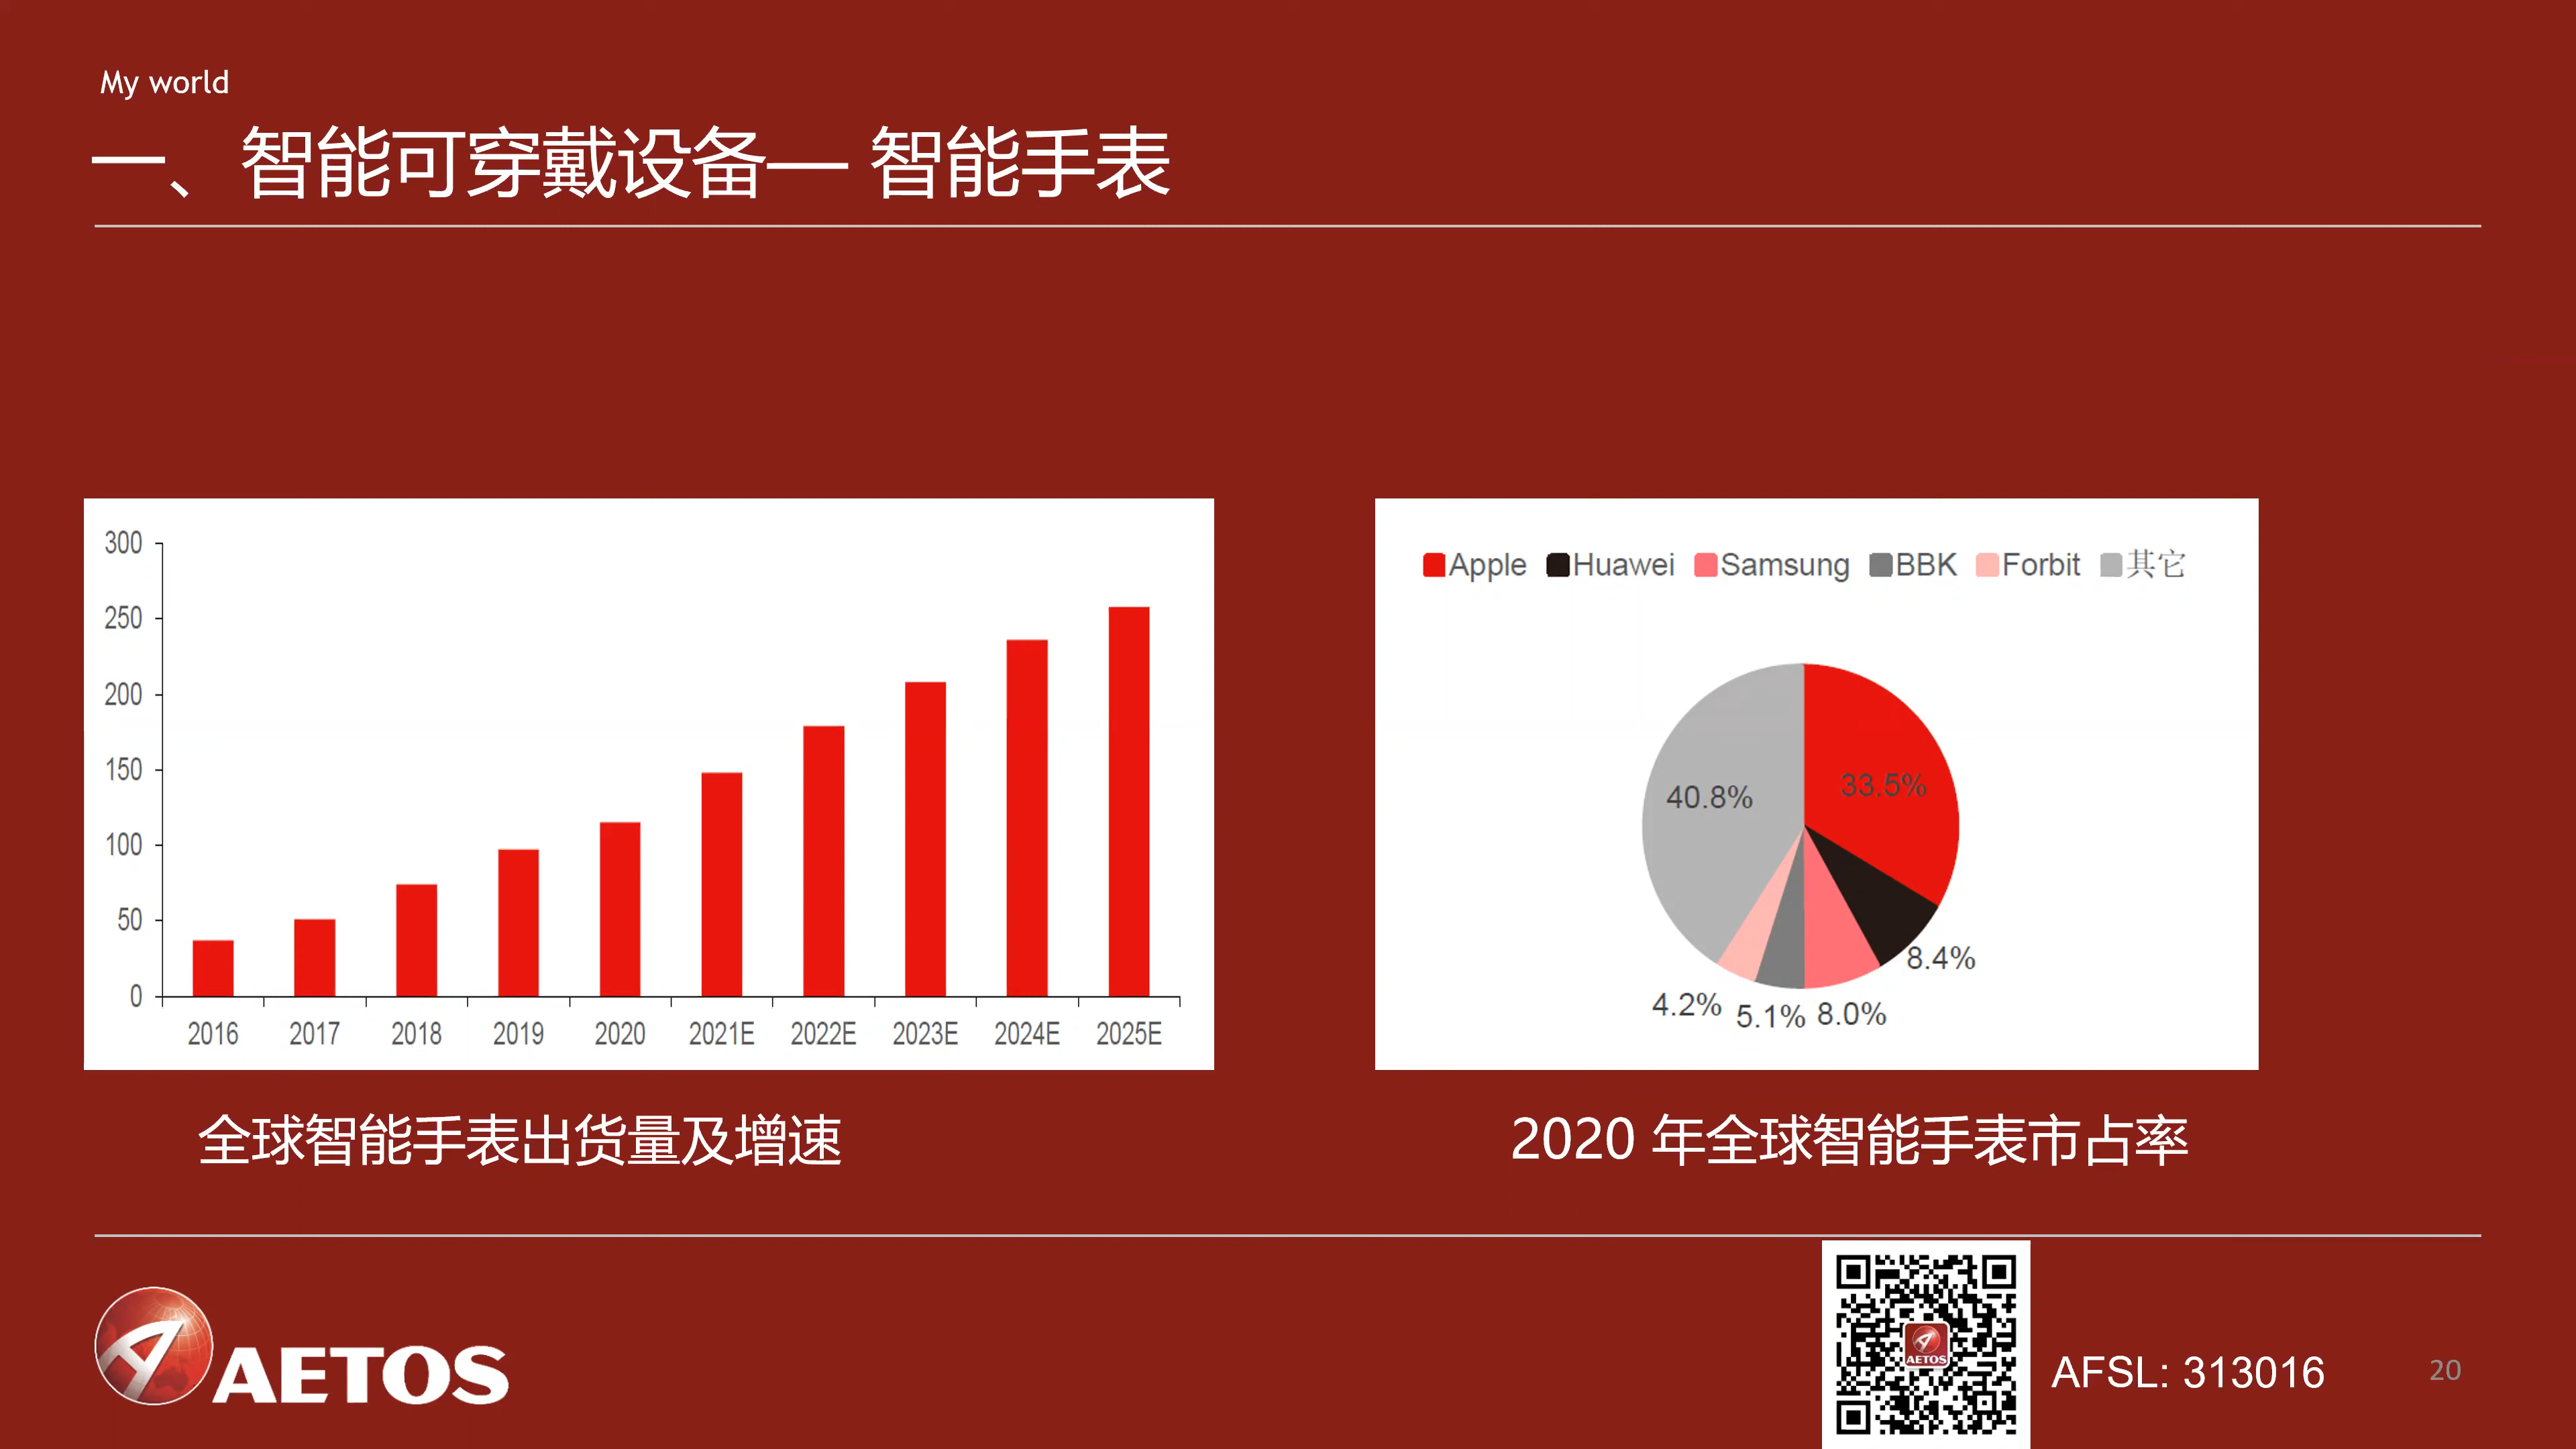 My world
一、智能可穿戴设备— 智能手表
300
250
200
150
100
50
0
2016 2017 2018 2019 2020 2021E 2022E 2023E 2024E 2025E
全球智能手表出货量及增速
Apple Huawei Samsung BBK Forbit 其它
40.8%
33.5%
8.4%
4.2%
5.1%
8.0%
2020 年全球智能手表市占率
AETOS
AETOS
AFSL: 313016
20